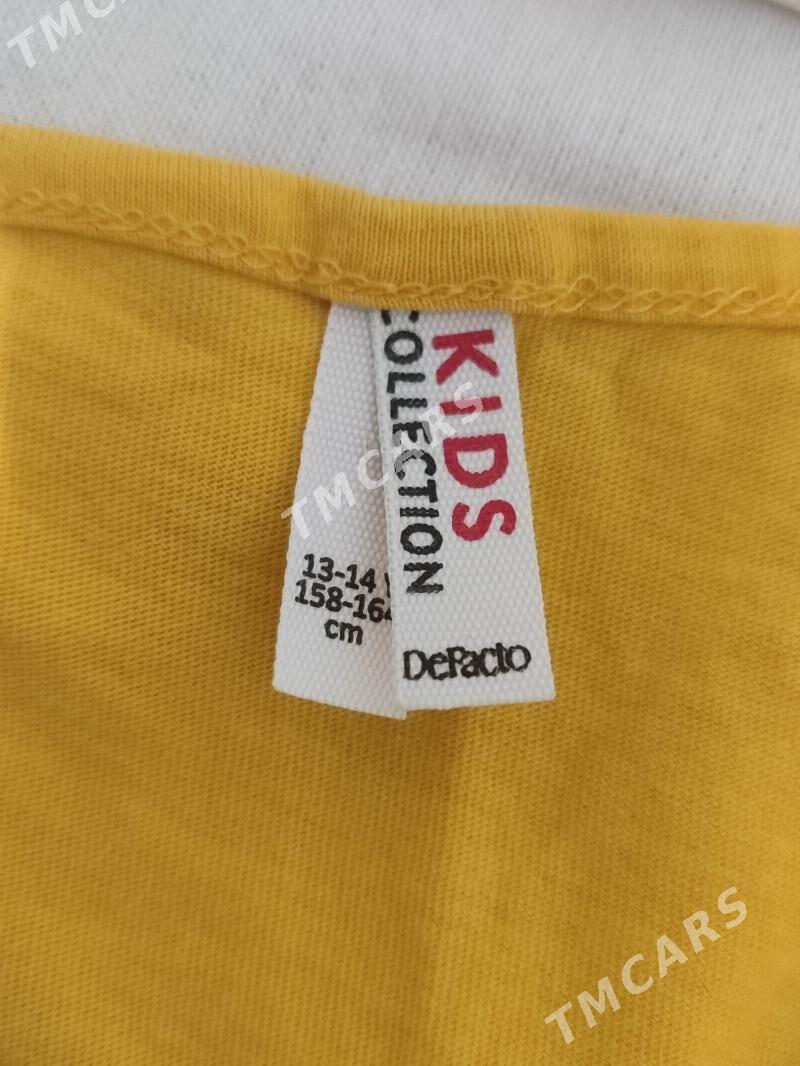 TMCARS
KIDS
COLLECTION
TMCARS
13-14
158-164
cm
DeFacto
TMCARS